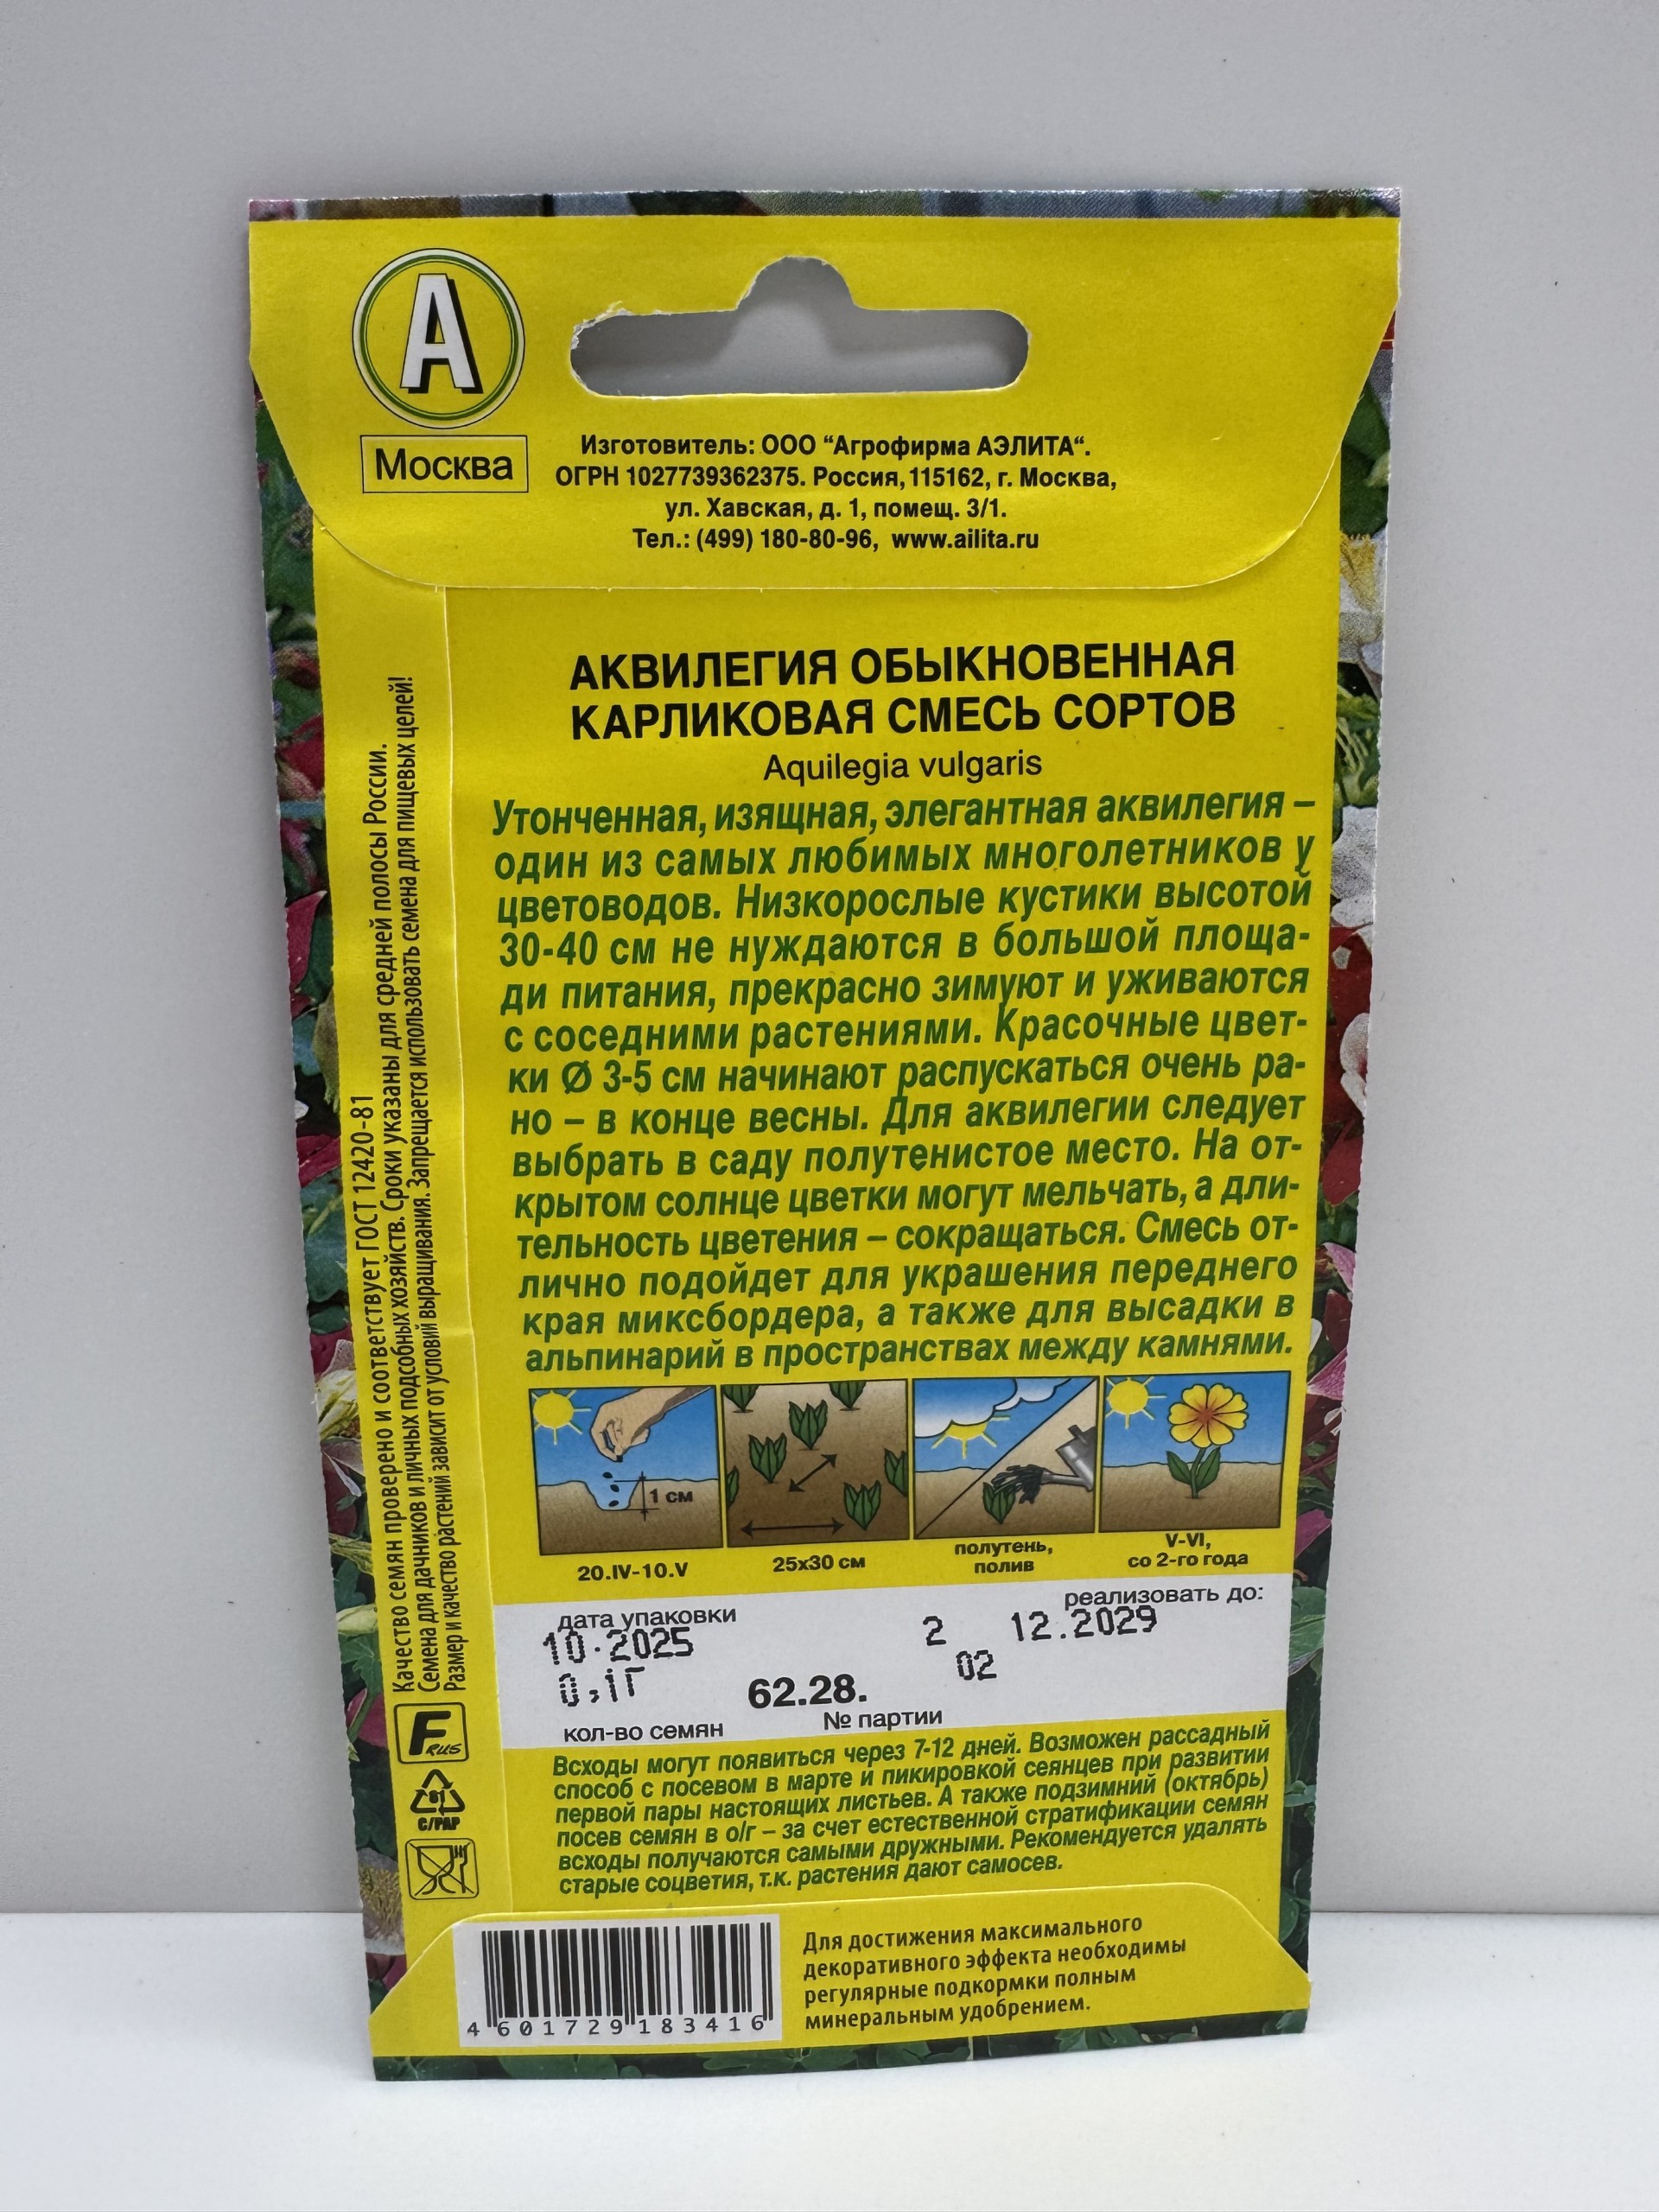 А
Москва
Изготовитель: ООО “Агрофирма АЭЛИТА“.
ОГРН 1027739362375. Россия, 115162, г. Москва,
ул. Хавская, д. 1, помещ. 3/1.
Тел.: (499) 180-80-96, www.ailita.ru
АКВИЛЕГИЯ ОБЫКНОВЕННАЯ
КАРЛИКОВАЯ СМЕСЬ СОРТОВ
Aquilegia vulgaris
Утонченная, изящная, элегантная аквилегия –
один из самых любимых многолетников у
цветоводов. Низкорослые кустики высотой
30-40 см не нуждаются в большой площа-
ди питания, прекрасно зимуют и уживаются
с соседними растениями. Красочные цвет-
ки Ø 3-5 см начинают распускаться очень ра-
но – в конце весны. Для аквилегии следует
выбрать в саду полутенистое место. На от-
крытом солнце цветки могут мельчать, а дли-
тельность цветения – сокращаться. Смесь от-
лично подойдет для украшения переднего
края миксбордера, а также для высадки в
альпинарий в пространствах между камнями.
1 см
20.IV-10.V
25х30 см
полутень,
полив
V-VI,
со 2-го года
дата упаковки
реализовать до:
10.2025
2 12.2029
02
0,1Г
62.28.
кол-во семян
№ партии
Всходы могут появиться через 7-12 дней. Возможен рассадный
способ с посевом в марте и пикировкой сеянцев при развитии
первой пары настоящих листьев. А также подзимний (октябрь)
посев семян в о/г – за счет естественной стратификации семян
всходы получаются самыми дружными. Рекомендуется удалять
старые соцветия, т.к. растения дают самосев.
Качество семян проверено и соответствует ГОСТ 12420-81
Семена для дачников и личных подсобных хозяйств. Сроки указаны для средней полосы России.
Размер и качество растений зависит от условий выращивания. Запрещается использовать семена для пищевых целей!
F RUS
81
C/PAP
4 601729 183416
Для достижения максимального
декоративного эффекта необходимы
регулярные подкормки полным
минеральным удобрением.